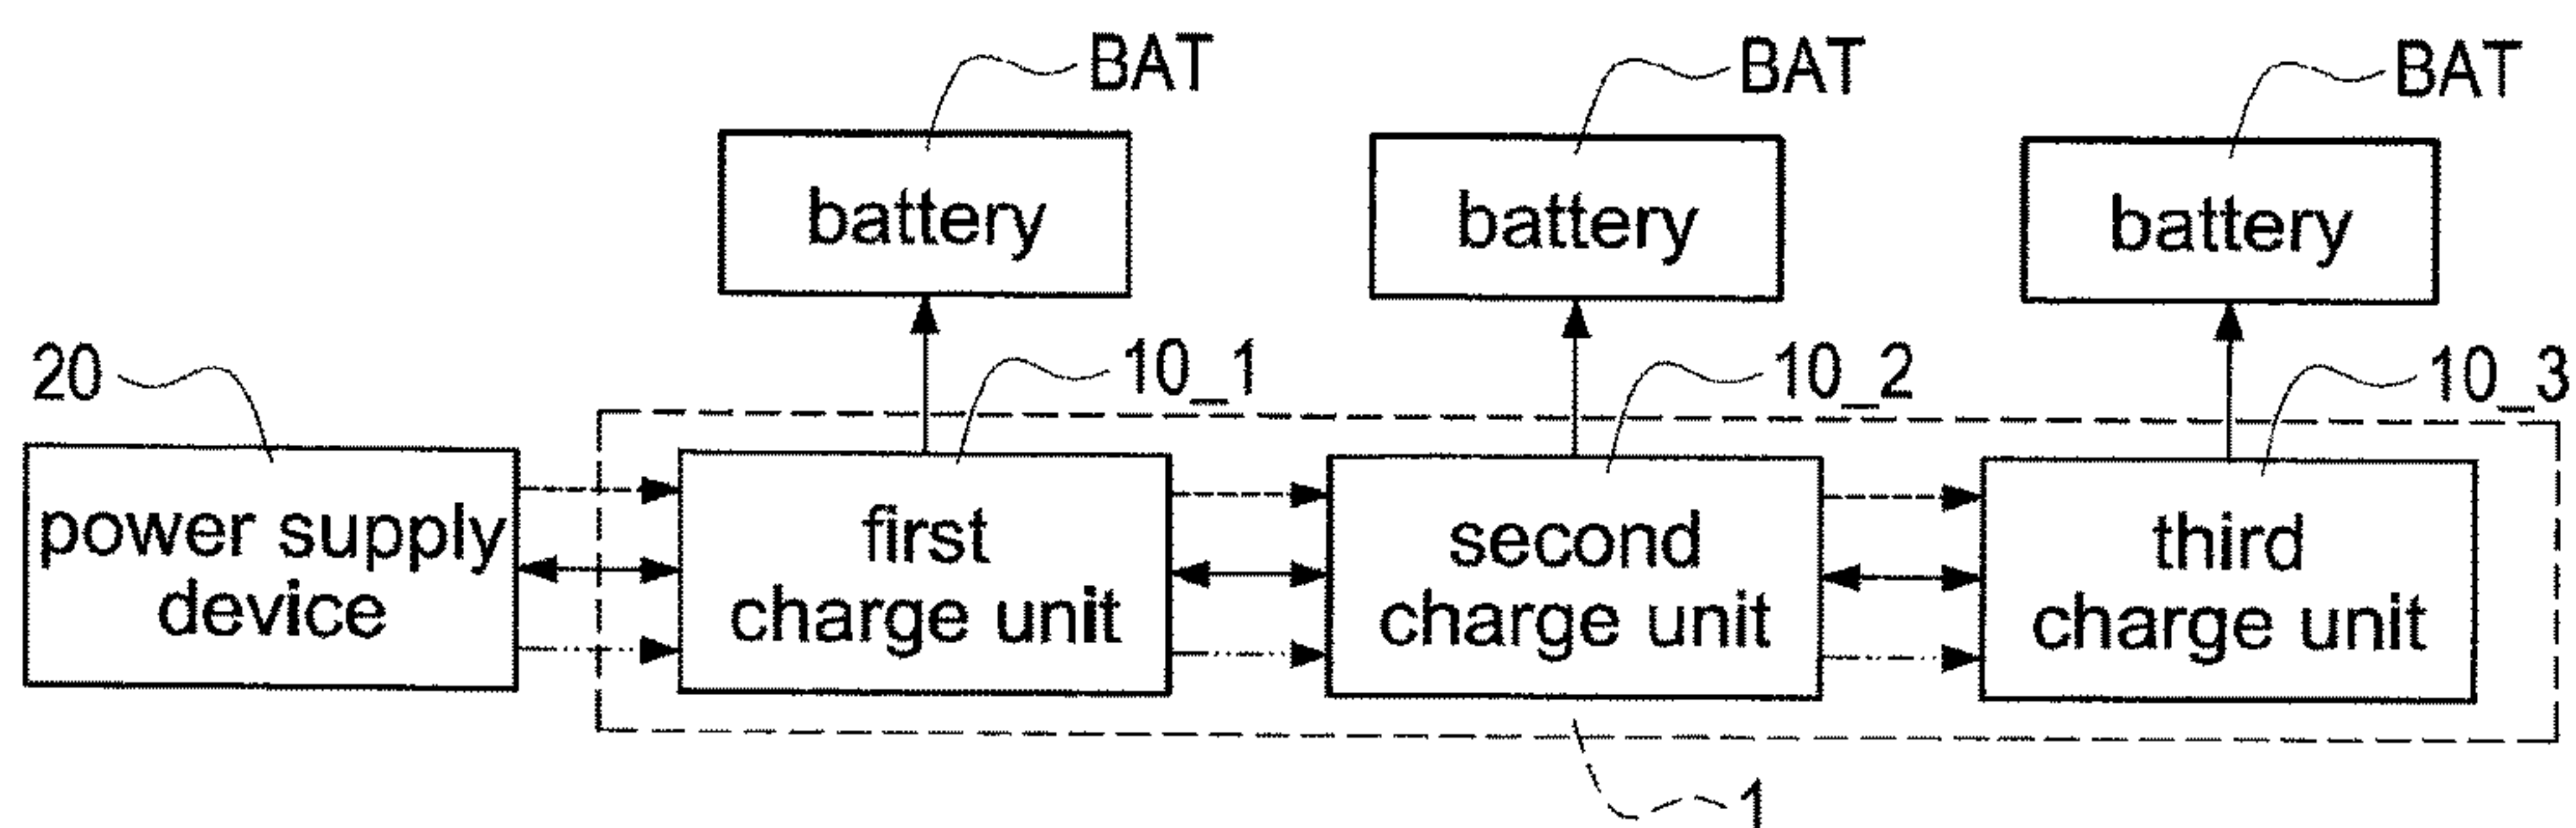 BAT BAT BAT
battery battery battery
20 10_1 10_2 10_3
power supply device
first charge unit
second charge unit
third charge unit
1